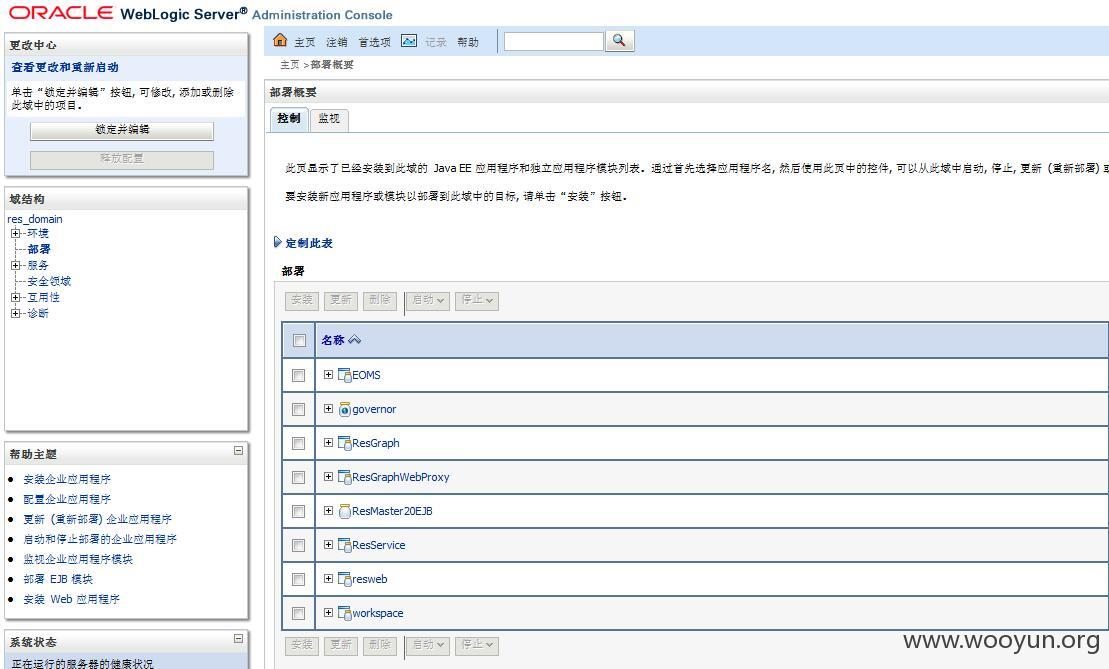 ORACLE WebLogic Server® Administration Console
更改中心
查看更改和重新启动
单击“锁定并编辑”按钮, 可修改, 添加或删除
此域中的项目.
锁定并编辑
释放配置
域结构
res_domain
环境
部署
服务
安全领域
互用性
诊断
帮助主题
安装企业应用程序
配置企业应用程序
更新 (重新部署) 企业应用程序
启动和停止部署的企业应用程序
监视企业应用程序模块
部署 EJB 模块
安装 Web 应用程序
系统状态
正在运行的服务器的健康状况
主页 注销 首选项 记录 帮助
主页 >部署概要
部署概要
控制 监视
此页显示了已经安装到此域的 Java EE 应用程序和独立应用程序模块列表. 通过首先选择应用程序名, 然后使用此页中的控件, 可以从此域中启动, 停止, 更新 (重新部署) 或
要安装新应用程序或模块以部署到此域中的目标, 请单击“安装”按钮.
定制此表
部署
安装 更新 删除 启动 停止
名称
EOMS
governor
ResGraph
ResGraphWebProxy
ResMaster20EJB
ResService
resweb
workspace
安装 更新 删除 启动 停止
www.wooyun.org